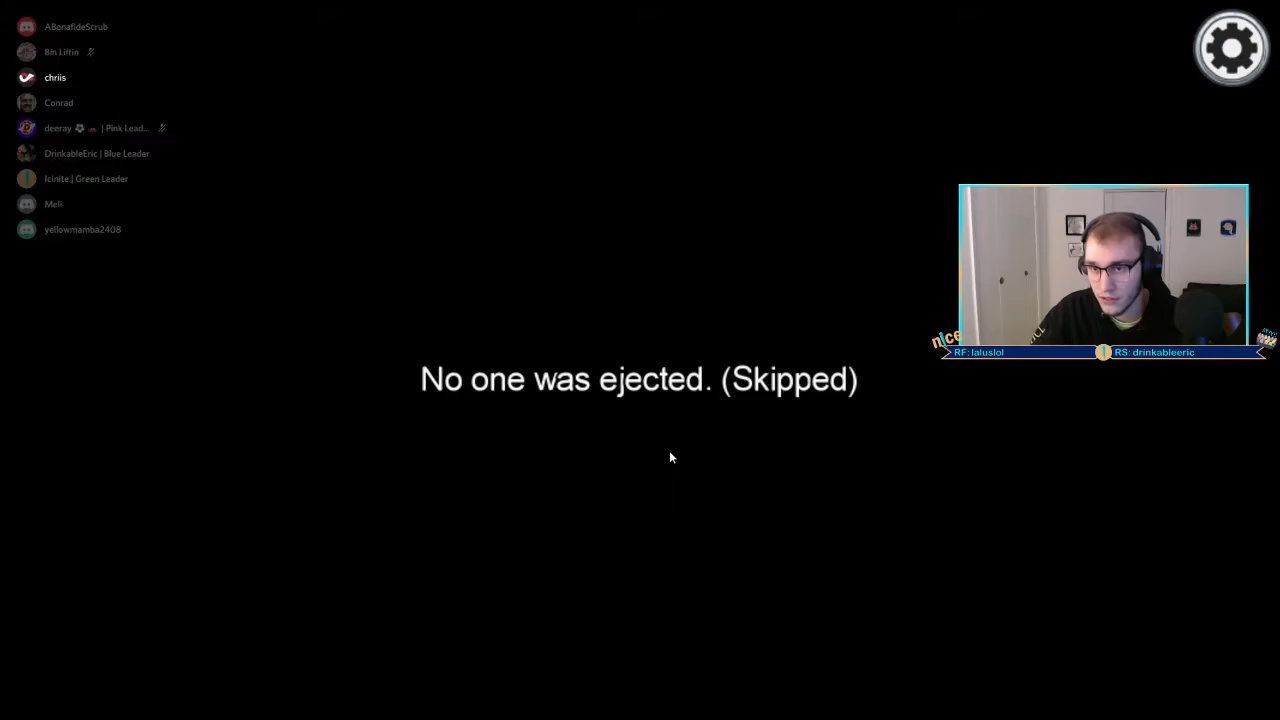 ABonafideScrub
Bin Liftin
chriis
Conrad
deeray ⚽ | Pink Lead...
DrinkableEric | Blue Leader
Icinite | Green Leader
Meli
yellowmamba2408
nice
RF: laluslol
RS: drinkableeric
No one was ejected. (Skipped)